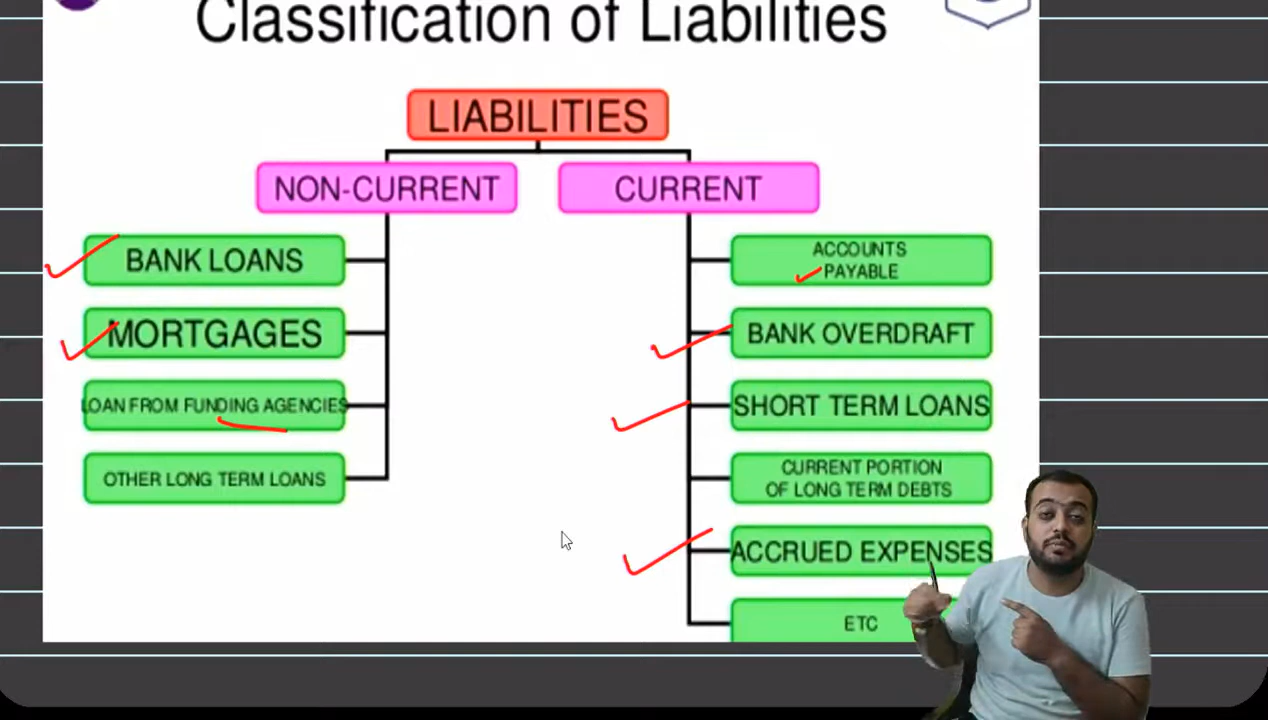 Classification of Liabilities
LIABILITIES
NON-CURRENT
CURRENT
BANK LOANS
MORTGAGES
LOAN FROM FUNDING AGENCIES
OTHER LONG TERM LOANS
ACCOUNTS
PAYABLE
BANK OVERDRAFT
SHORT TERM LOANS
CURRENT PORTION
OF LONG TERM DEBTS
ACCRUED EXPENSES
ETC